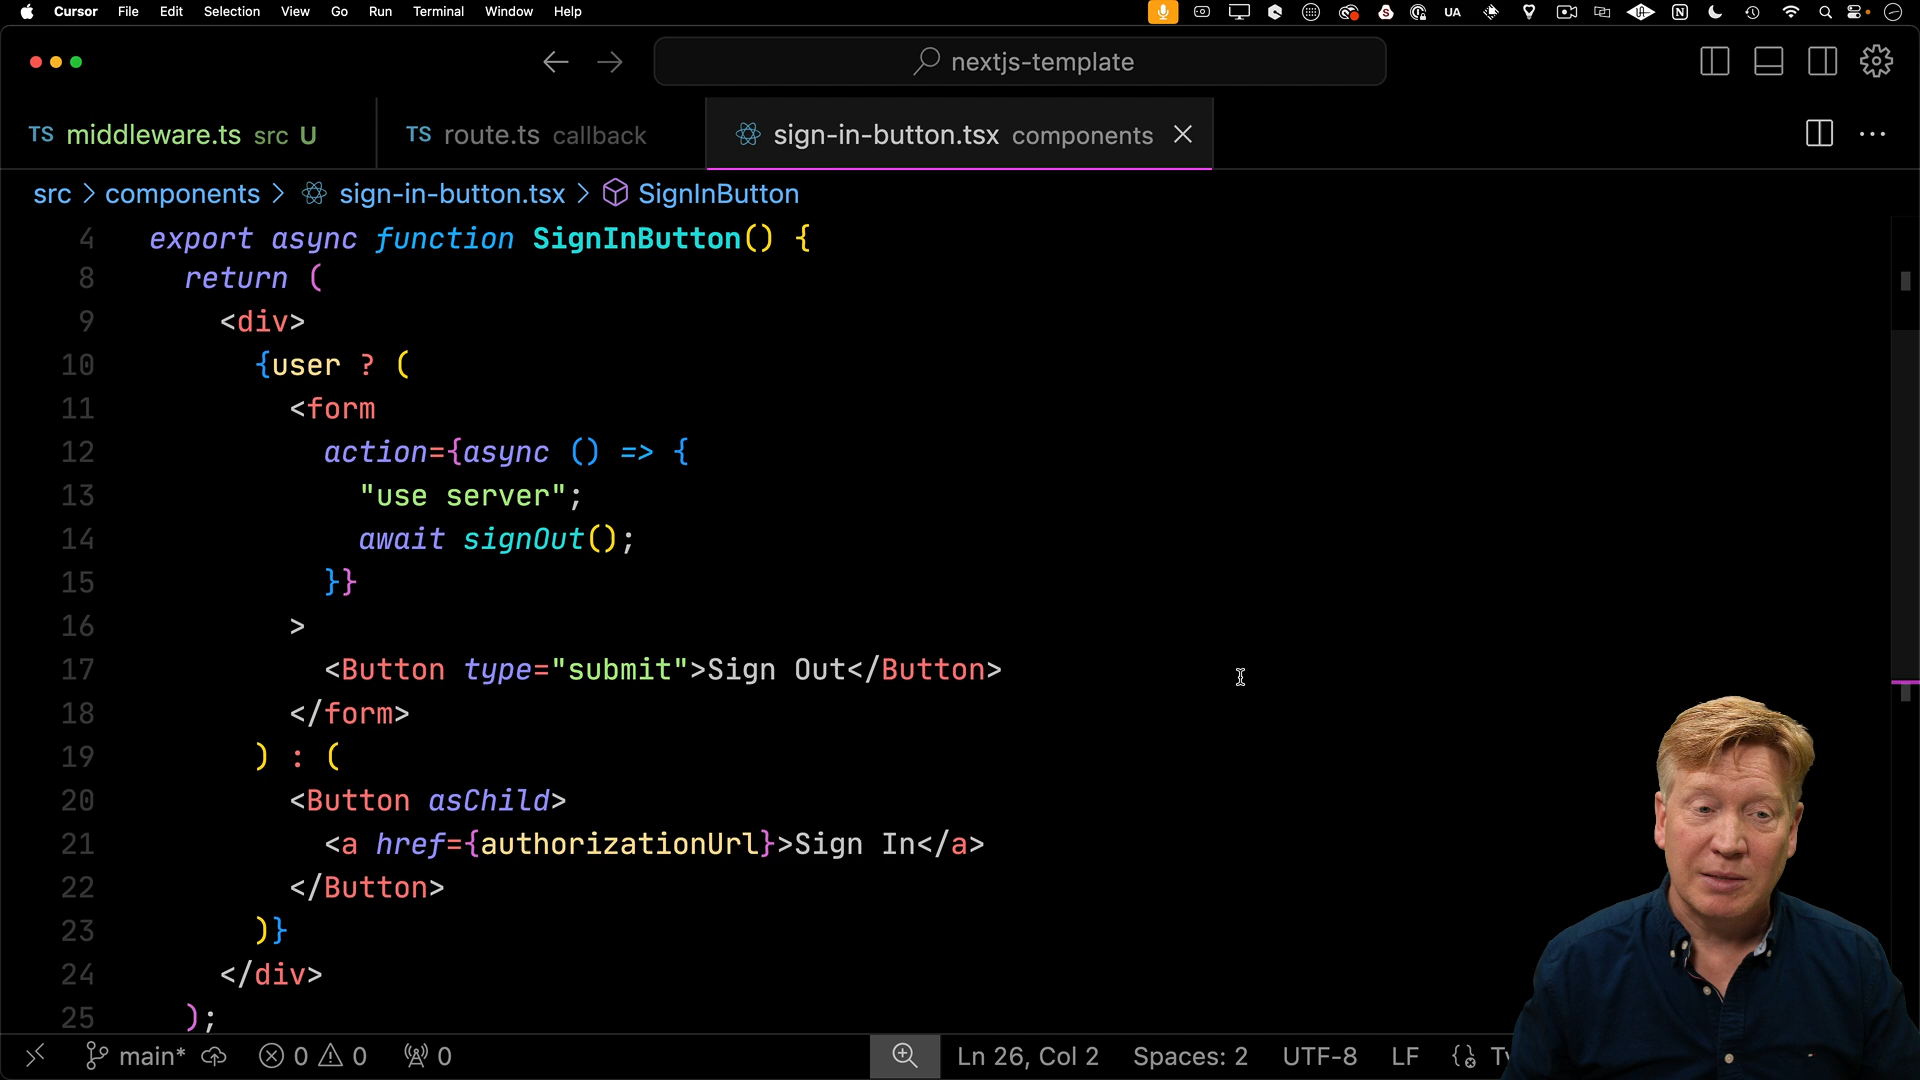 Cursor File Edit Selection View Go Run Terminal Window Help UA
nextjs-template
TS middleware.ts src U TS route.ts callback sign-in-button.tsx components
src > components > sign-in-button.tsx > SignInButton
4 export async function SignInButton() {
8 return (
9 <div>
10 {user ? (
11 <form
12 action={async () => {
13 "use server";
14 await signOut();
15 }}
16 >
17 <Button type="submit">Sign Out</Button>
18 </form>
19 ) : (
20 <Button asChild>
21 <a href={authorizationUrl}>Sign In</a>
22 </Button>
23 )}
24 </div>
25 );
main* 0 0 0 Ln 26, Col 2 Spaces: 2 UTF-8 LF